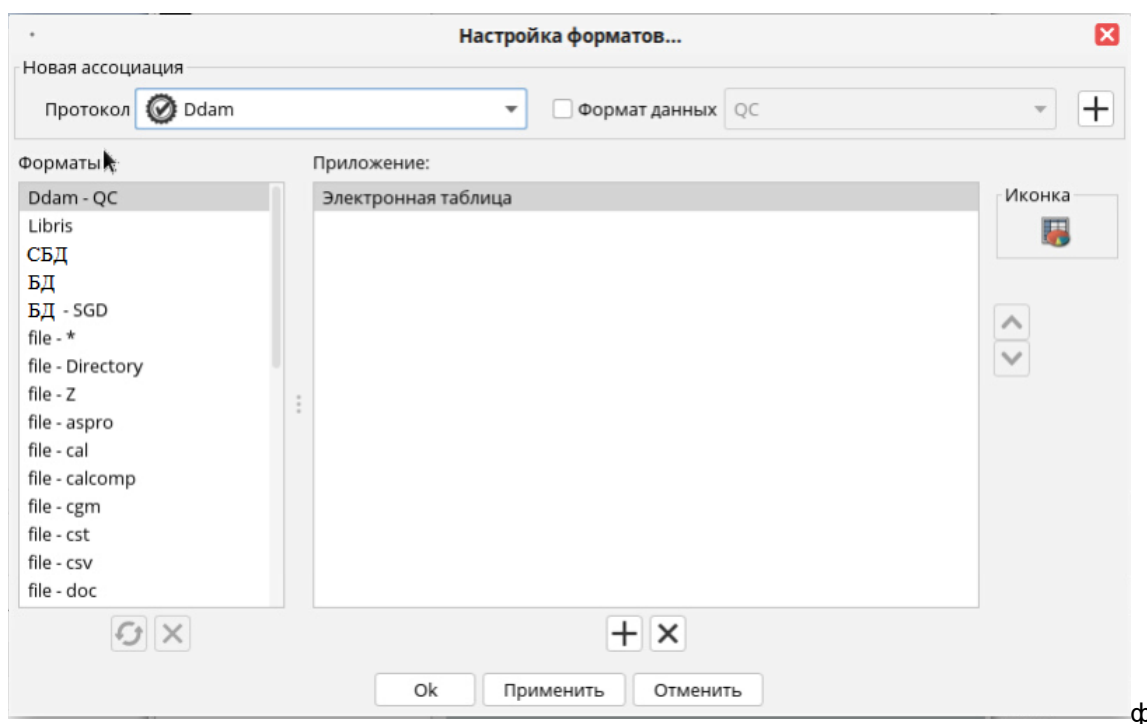 Настройка форматов...
Новая ассоциация
Протокол Ddam Формат данных QC
Форматы: Приложение:
Ddam - QC Электронная таблица Иконка
Libris
СБД
БД
БД - SGD
file - *
file - Directory
file - Z
file - aspro
file - cal
file - calcomp
file - cgm
file - cst
file - csv
file - doc
Ok Применить Отменить
ф